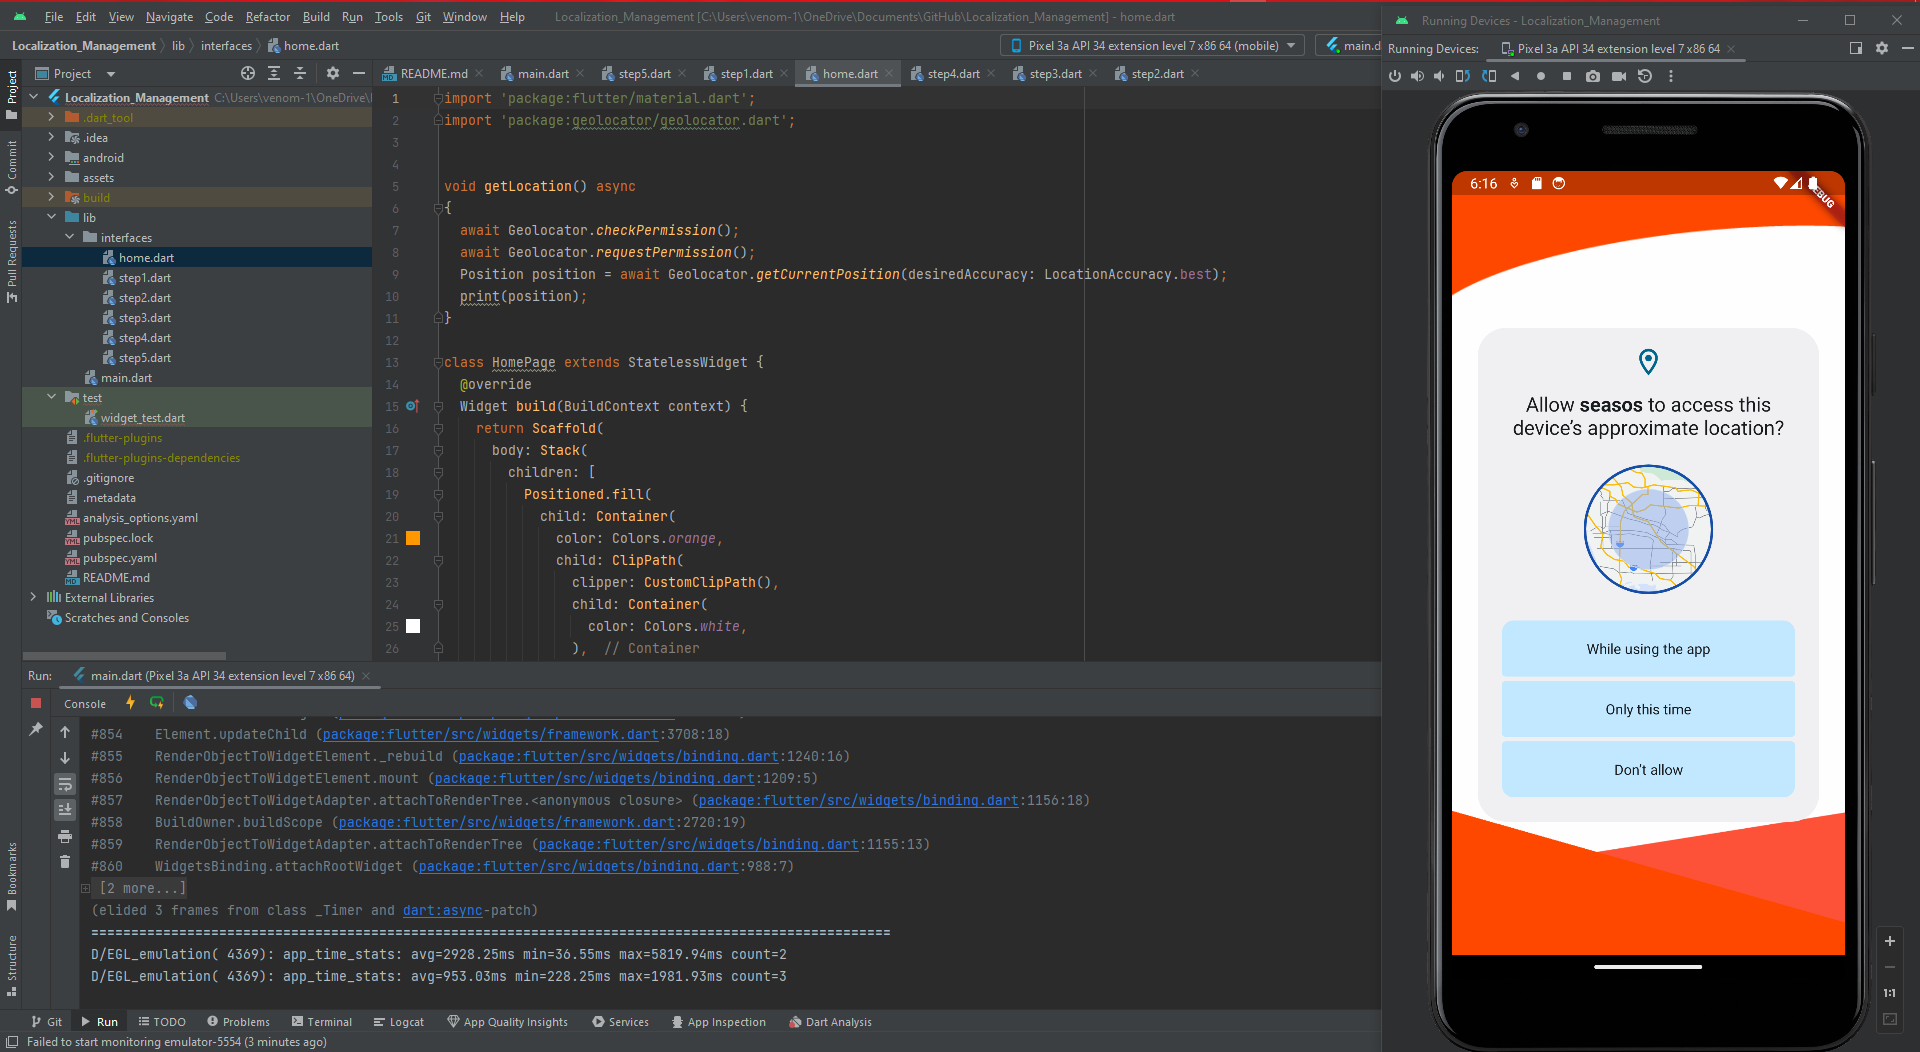 File Edit View Navigate Code Refactor Build Run Tools Git Window Help Localization_Management [C:\Users\venom-1\OneDrive\Documents\GitHub\Localization_Management] - home.dart
Localization_Management lib interfaces home.dart
Pixel 3a API 34 extension level 7 x86 64 (mobile) main.d
Project
Localization_Management C:\Users\venom-1\OneDrive\
.dart_tool
.idea
android
assets
build
lib
interfaces
home.dart
step1.dart
step2.dart
step3.dart
step4.dart
step5.dart
main.dart
test
widget_test.dart
.flutter-plugins
.flutter-plugins-dependencies
.gitignore
.metadata
analysis_options.yaml
pubspec.lock
pubspec.yaml
README.md
External Libraries
Scratches and Consoles
Project
Commit
Pull Requests
Bookmarks
Structure
README.md main.dart step5.dart step1.dart home.dart step4.dart step3.dart step2.dart
1 import 'package:flutter/material.dart';
2 import 'package:geolocator/geolocator.dart';
3
4
5 void getLocation() async
6 {
7 await Geolocator.checkPermission();
8 await Geolocator.requestPermission();
9 Position position = await Geolocator.getCurrentPosition(desiredAccuracy: LocationAccuracy.best);
10 print(position);
11 }
12
13 class HomePage extends StatelessWidget {
14 @override
15 Widget build(BuildContext context) {
16 return Scaffold(
17 body: Stack(
18 children: [
19 Positioned.fill(
20 child: Container(
21 color: Colors.orange,
22 child: ClipPath(
23 clipper: CustomClipPath(),
24 child: Container(
25 color: Colors.white,
26 ), // Container
Run: main.dart (Pixel 3a API 34 extension level 7 x86 64)
Console
#854 Element.updateChild (package:flutter/src/widgets/framework.dart:3708:18)
#855 RenderObjectToWidgetElement._rebuild (package:flutter/src/widgets/binding.dart:1240:16)
#856 RenderObjectToWidgetElement.mount (package:flutter/src/widgets/binding.dart:1209:5)
#857 RenderObjectToWidgetAdapter.attachToRenderTree.<anonymous closure> (package:flutter/src/widgets/binding.dart:1156:18)
#858 BuildOwner.buildScope (package:flutter/src/widgets/framework.dart:2720:19)
#859 RenderObjectToWidgetAdapter.attachToRenderTree (package:flutter/src/widgets/binding.dart:1155:13)
#860 WidgetsBinding.attachRootWidget (package:flutter/src/widgets/binding.dart:988:7)
[2 more...]
(elided 3 frames from class _Timer and dart:async-patch)
====================================================================================================
D/EGL_emulation( 4369): app_time_stats: avg=2928.25ms min=36.55ms max=5819.94ms count=2
D/EGL_emulation( 4369): app_time_stats: avg=953.03ms min=228.25ms max=1981.93ms count=3
Git Run TODO Problems Terminal Logcat App Quality Insights Services App Inspection Dart Analysis
Failed to start monitoring emulator-5554 (3 minutes ago)
Running Devices - Localization_Management
Running Devices: Pixel 3a API 34 extension level 7 x86 64
6:16
DEBUG
Allow seasos to access this
device's approximate location?
While using the app
Only this time
Don't allow
1:1